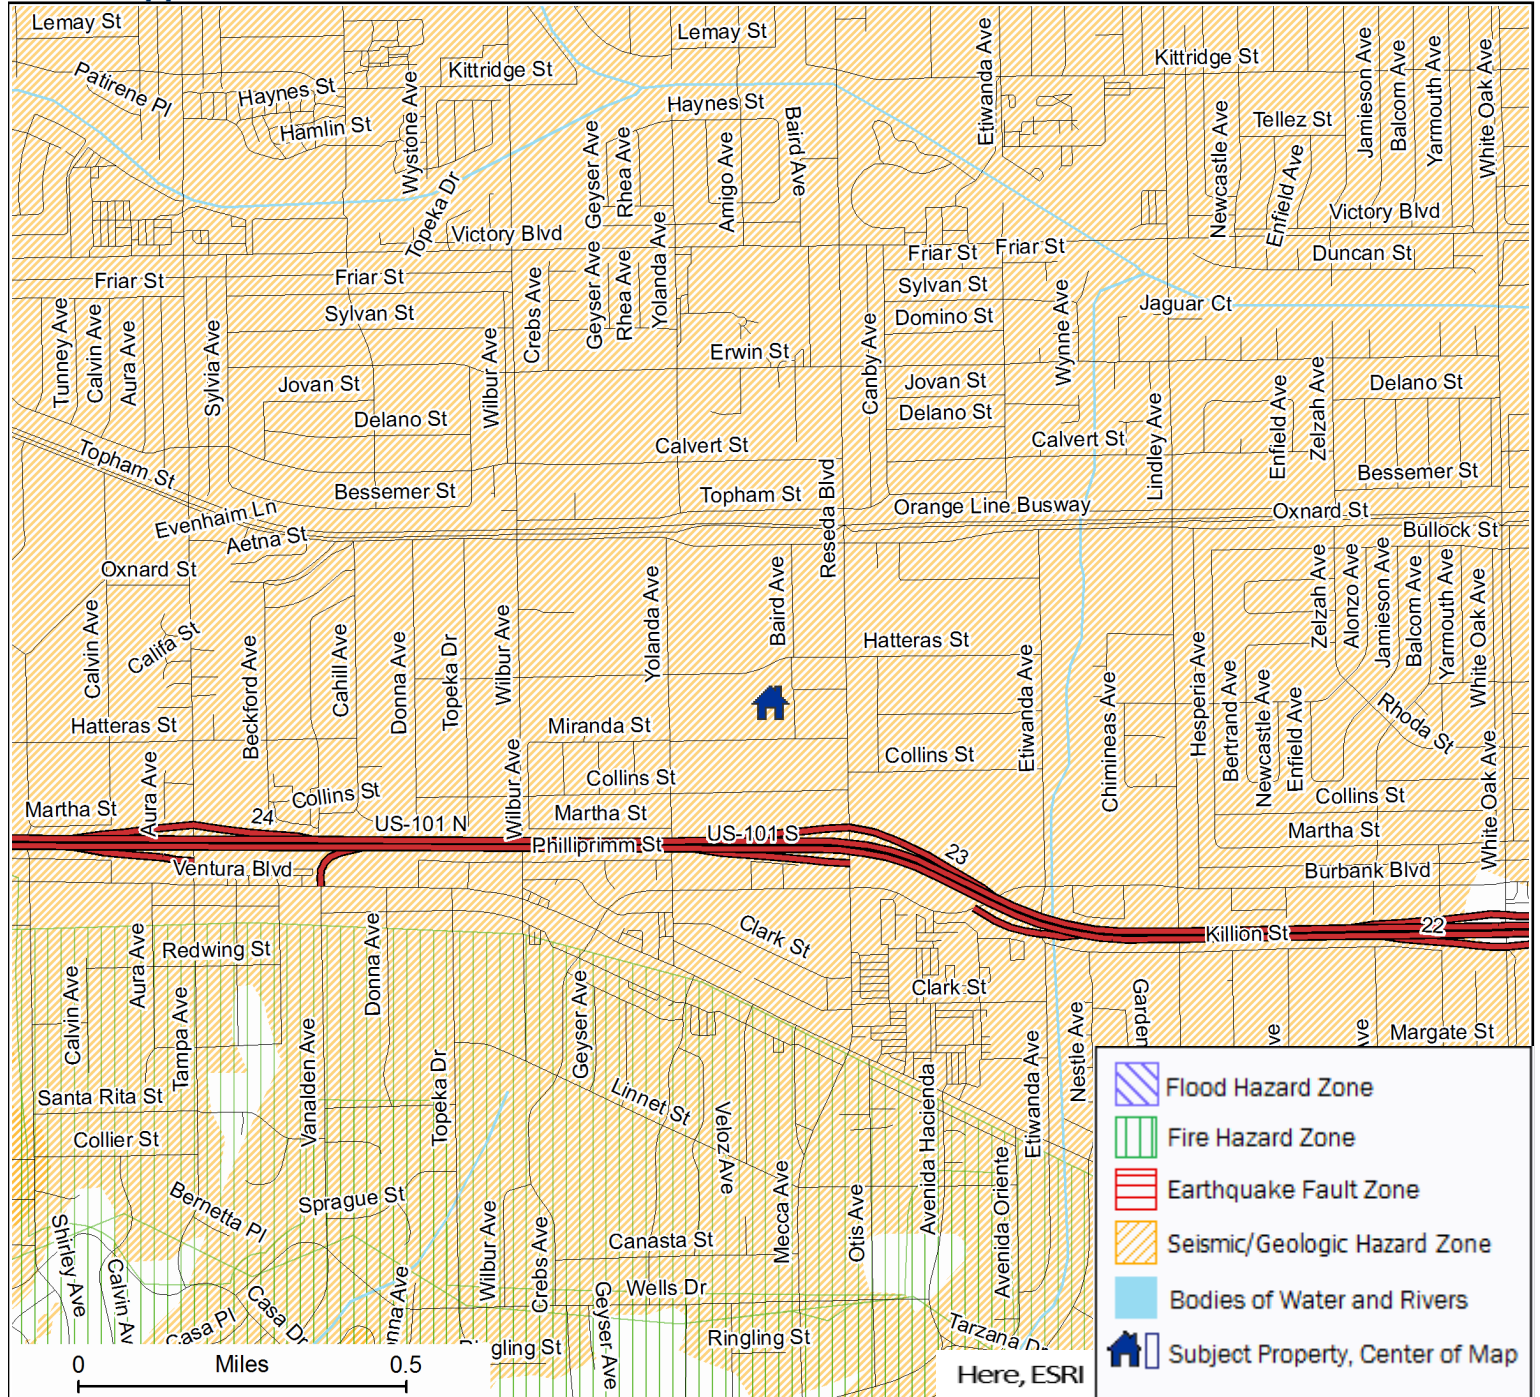 Lemay St
Lemay St
Etiwanda Ave
Kittridge St
Jamieson Ave
Balcom Ave
Yarmouth Ave
White Oak Ave
Patirene Pl
Haynes St
Hamlin St
Wystone Ave
Kittridge St
Haynes St
Baird Ave
Geyser Ave
Rhea Ave
Amigo Ave
Newcastle Ave
Tellez St
Enfield Ave
Topeka Dr
Victory Blvd
Yolanda Ave
Victory Blvd
Friar St
Friar St
Duncan St
Friar St
Friar St
Crebs Ave
Geyser Ave
Rhea Ave
Sylvan St
Wynne Ave
Jaguar Ct
Tunney Ave
Calvin Ave
Aura Ave
Sylvia Ave
Sylvan St
Domino St
Wilbur Ave
Erwin St
Canby Ave
Jovan St
Jovan St
Delano St
Delano St
Delano St
Enfield Ave
Zelzah Ave
Lindley Ave
Calvert St
Calvert St
Topham St
Bessemer St
Bessemer St
Topham St
Reseda Blvd
Orange Line Busway
Oxnard St
Evenhaim Ln
Aetna St
Bullock St
Oxnard St
Calvin Ave
Califa St
Beckford Ave
Cahill Ave
Donna Ave
Topeka Dr
Wilbur Ave
Yolanda Ave
Baird Ave
Hatteras St
Etiwanda Ave
Chimineas Ave
Hesperia Ave
Bertrand Ave
Newcastle Ave
Enfield Ave
Zelzah Ave
Alonzo Ave
Jamieson Ave
Balcom Ave
Yarmouth Ave
White Oak Ave
Rhoda St
Hatteras St
Miranda St
Collins St
Aura Ave
Collins St
Wilbur Ave
Collins St
Collins St
White Oak Ave
Martha St
24
US-101 N
Martha St
US-101 S
Martha St
Philliprimm St
23
Ventura Blvd
Burbank Blvd
Killion St
22
Calvin Ave
Aura Ave
Redwing St
Tampa Ave
Donna Ave
Vanalden Ave
Geyser Ave
Clark St
Clark St
Nestle Ave
Garden
ve
ve
Margate St
Santa Rita St
Collier St
Topeka Dr
Linnet St
Veloz Ave
Avenida Hacienda
Etiwanda Ave
Flood Hazard Zone
Fire Hazard Zone
Earthquake Fault Zone
Seismic/Geologic Hazard Zone
Bodies of Water and Rivers
Subject Property, Center of Map
Bernetta Pl
Sprague St
Mecca Ave
Otis Ave
Avenida Oriente
Shirley Ave
Calvin Av
Wilbur Ave
Crebs Ave
Canasta St
Wells Dr
Casa Pl
Casa Dr
nna Ave
gling St
Geyser Ave
Ringling St
Tarzana D
0 Miles 0.5
Here, ESRI